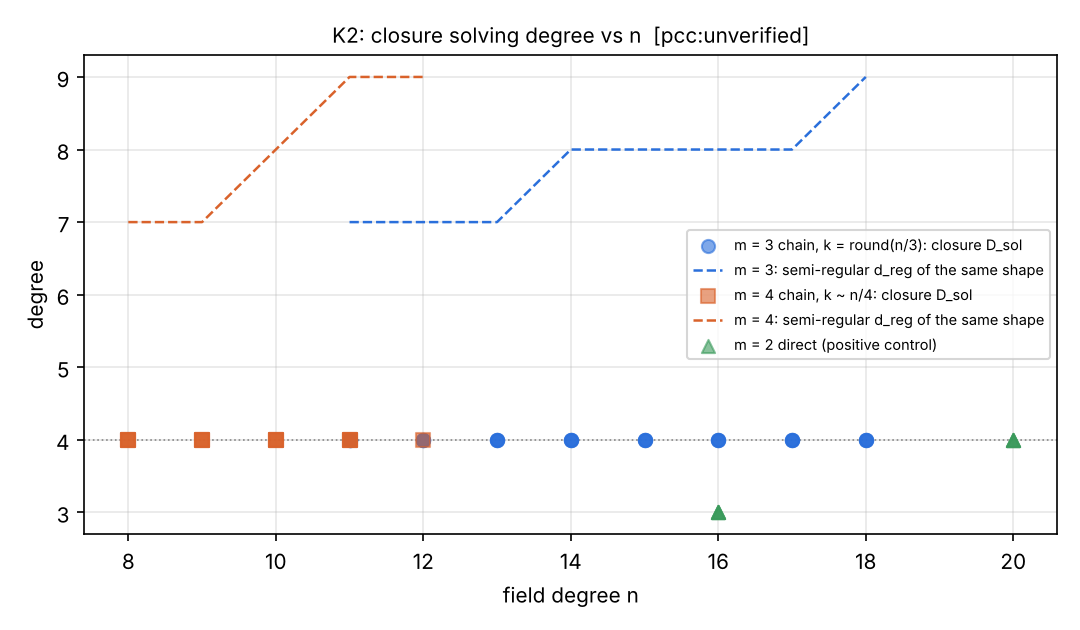 K2: closure solving degree vs n [pcc:unverified]
degree
9
8
7
6
5
4
3
m = 3 chain, k = round(n/3): closure D_sol
m = 3: semi-regular d_reg of the same shape
m = 4 chain, k ~ n/4: closure D_sol
m = 4: semi-regular d_reg of the same shape
m = 2 direct (positive control)
8 10 12 14 16 18 20
field degree n